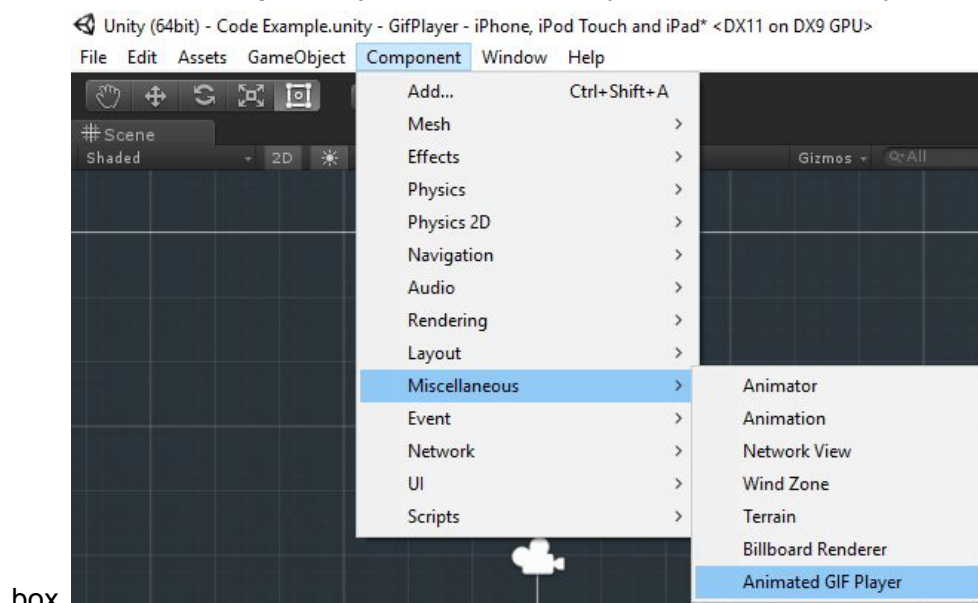 Unity (64bit) - Code Example.unity - GifPlayer - iPhone, iPod Touch and iPad* <DX11 on DX9 GPU>
File Edit Assets GameObject Component Window Help
Add... Ctrl+Shift+A
Mesh
# Scene
Shaded 2D Gizmos All
Effects
Physics
Physics 2D
Navigation
Audio
Rendering
Layout
Miscellaneous
Event
Network
UI
Scripts
Animator
Animation
Network View
Wind Zone
Terrain
Billboard Renderer
Animated GIF Player
box